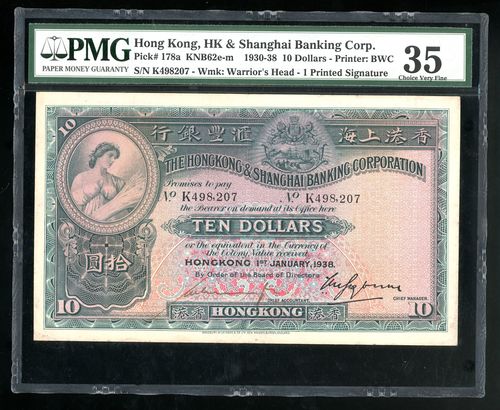 PMG
PAPER MONEY GUARANTY
Hong Kong, HK & Shanghai Banking Corp.
Pick# 178a KNB62e-m 1930-38 10 Dollars - Printer: BWC
S/N K498207 - Wmk: Warrior's Head - 1 Printed Signature
35
Choice Very Fine
10
行銀豐滙
海上港香
THE HONGKONG & SHANGHAI BANKING CORPORATION
Promises to pay
No K498,207
No K498,207
the Bearer on demand at its Office here
TEN DOLLARS
or the equivalent in the Currency of
the Colony, Value received
HONGKONG 1ST JANUARY, 1938.
By Order of the Board of Directors
圓拾
CHIEF ACCOUNTANT.
CHIEF MANAGER.
10
港香
HONGKONG
港香
10